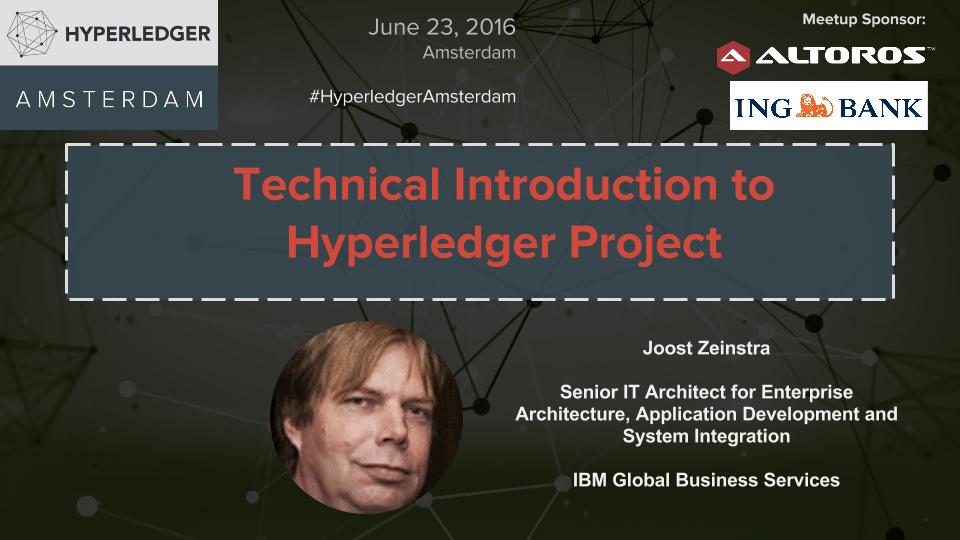 HYPERLEDGER
AMSTERDAM
June 23, 2016
Amsterdam
#HyperledgerAmsterdam
Meetup Sponsor:
ALTOROS™
ING BANK
Technical Introduction to
Hyperledger Project
Joost Zeinstra
Senior IT Architect for Enterprise
Architecture, Application Development and
System Integration
IBM Global Business Services